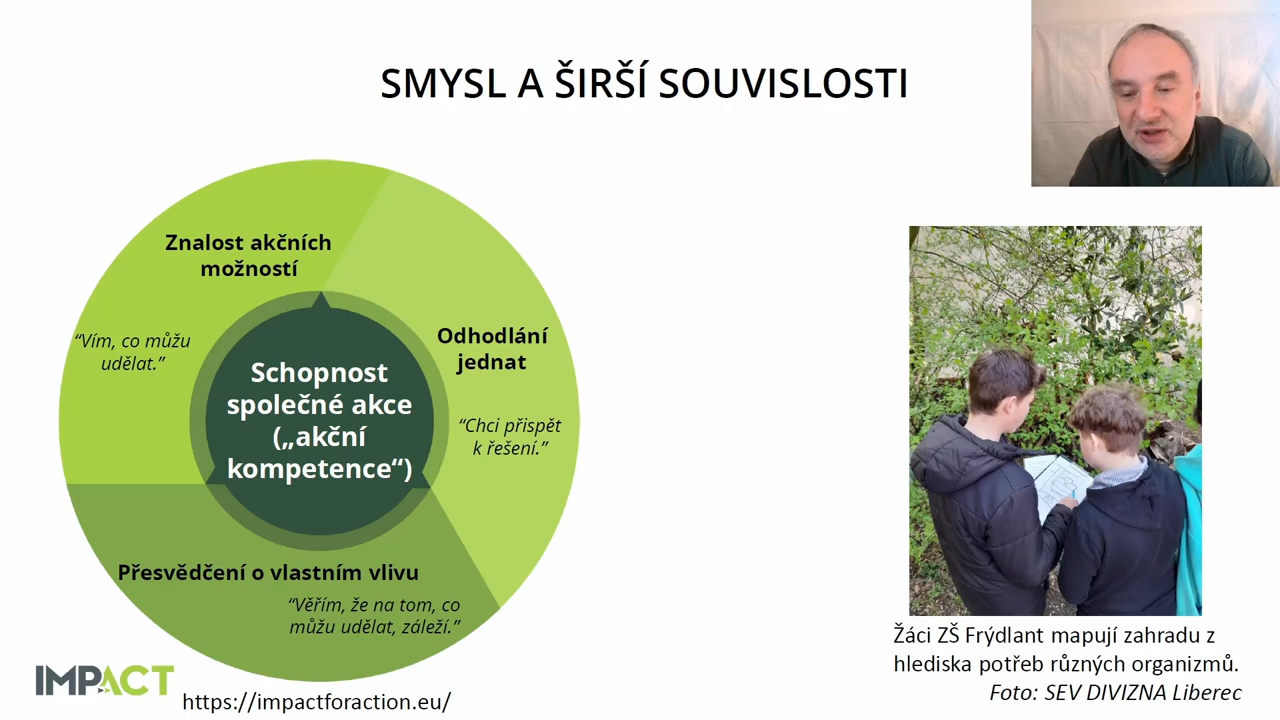 SMYSL A ŠIRŠÍ SOUVISLOSTI
Znalost akčních
možností
“Vím, co můžu
udělat.”
Odhodlání
jednat
“Chci přispět
k řešení.”
Schopnost
společné akce
(„akční
kompetence“)
Přesvědčení o vlastním vlivu
“Věřím, že na tom, co
můžu udělat, záleží.”
IMPACT
https://impactforaction.eu/
Žáci ZŠ Frýdlant mapují zahradu z
hlediska potřeb různých organizmů.
Foto: SEV DIVIZNA Liberec